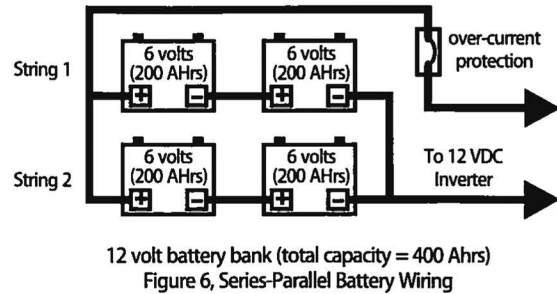 String 1
6 volts
(200 AHrs)
+ −
6 volts
(200 AHrs)
+ −
over-current
protection
String 2
6 volts
(200 AHrs)
+ −
6 volts
(200 AHrs)
+ −
To 12 VDC
Inverter
12 volt battery bank (total capacity = 400 Ahrs)
Figure 6, Series-Parallel Battery Wiring